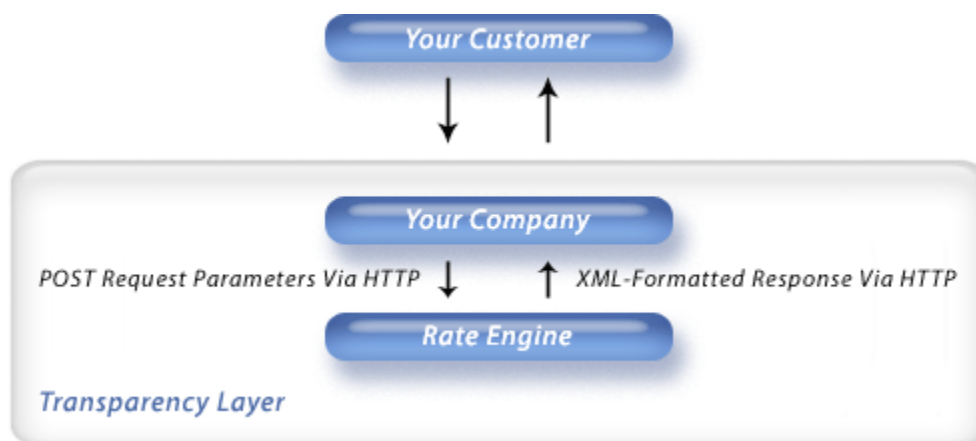 Your Customer
Your Company
POST Request Parameters Via HTTP
XML-Formatted Response Via HTTP
Rate Engine
Transparency Layer